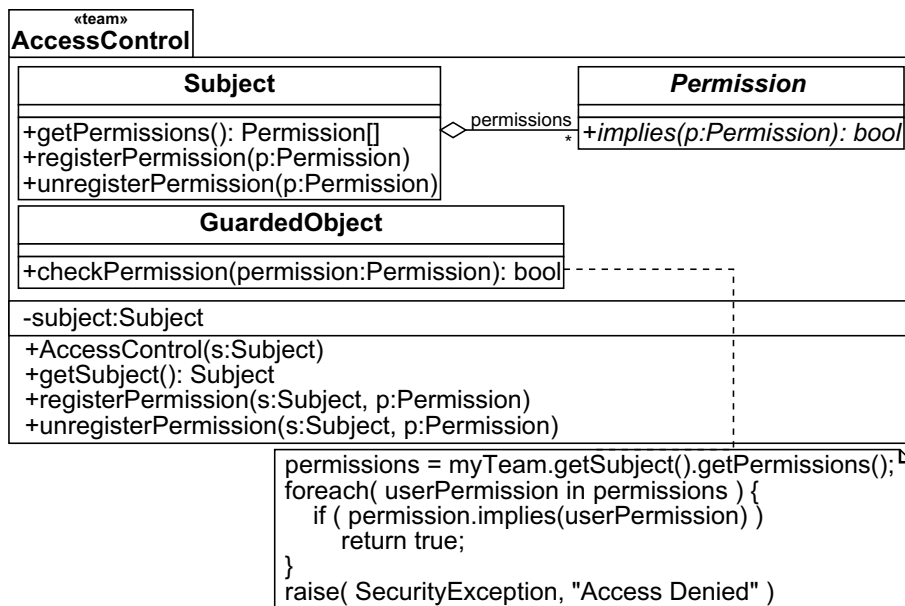 «team»
AccessControl
Subject
+getPermissions(): Permission[]
+registerPermission(p:Permission)
+unregisterPermission(p:Permission)
permissions
*
Permission
+implies(p:Permission): bool
GuardedObject
+checkPermission(permission:Permission): bool
-subject:Subject
+AccessControl(s:Subject)
+getSubject(): Subject
+registerPermission(s:Subject, p:Permission)
+unregisterPermission(s:Subject, p:Permission)
permissions = myTeam.getSubject().getPermissions();
foreach( userPermission in permissions ) {
if ( permission.implies(userPermission) )
return true;
}
raise( SecurityException, "Access Denied" )